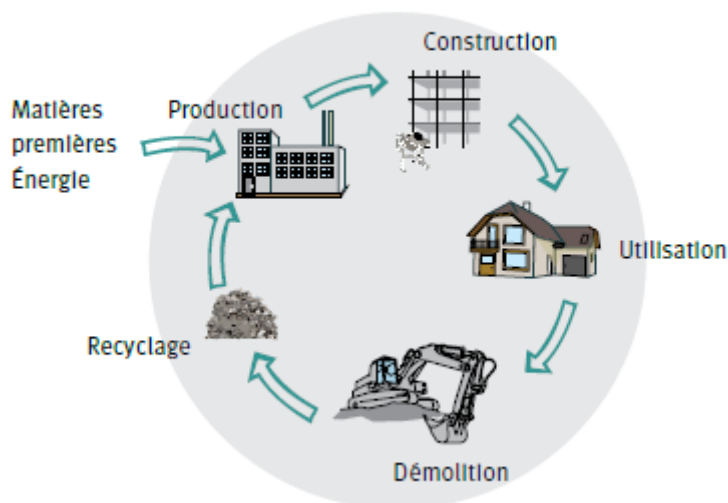 Construction
Matières
premières
Énergie
Production
Utilisation
Recyclage
Démolition